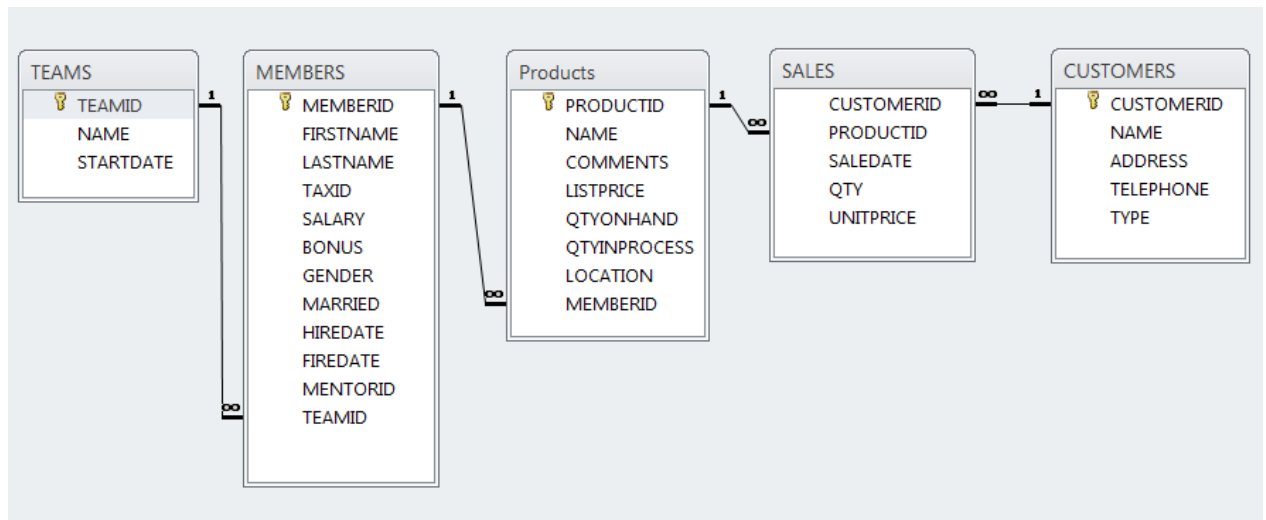 TEAMS
TEAMID
NAME
STARTDATE
1
∞
MEMBERS
MEMBERID
FIRSTNAME
LASTNAME
TAXID
SALARY
BONUS
GENDER
MARRIED
HIREDATE
FIREDATE
MENTORID
TEAMID
1
∞
Products
PRODUCTID
NAME
COMMENTS
LISTPRICE
QTYONHAND
QTYINPROCESS
LOCATION
MEMBERID
1
∞
SALES
CUSTOMERID
PRODUCTID
SALEDATE
QTY
UNITPRICE
∞
1
CUSTOMERS
CUSTOMERID
NAME
ADDRESS
TELEPHONE
TYPE